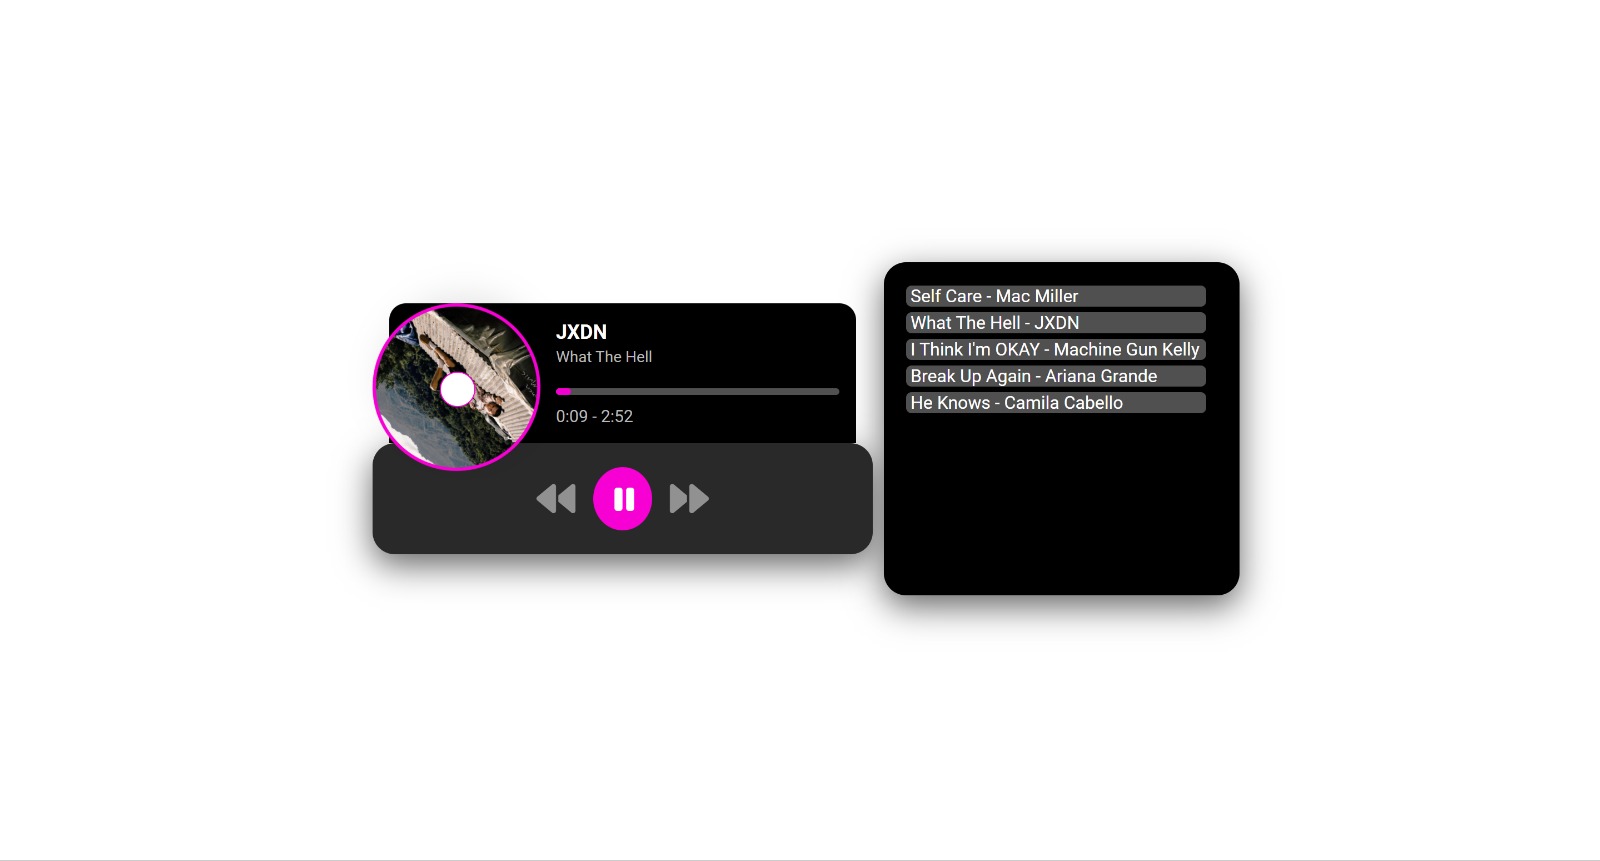 JXDN
What The Hell
0:09 - 2:52
Self Care - Mac Miller
What The Hell - JXDN
I Think I'm OKAY - Machine Gun Kelly
Break Up Again - Ariana Grande
He Knows - Camila Cabello